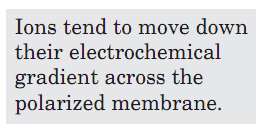 Ions tend to move down
their electrochemical
gradient across the
polarized membrane.